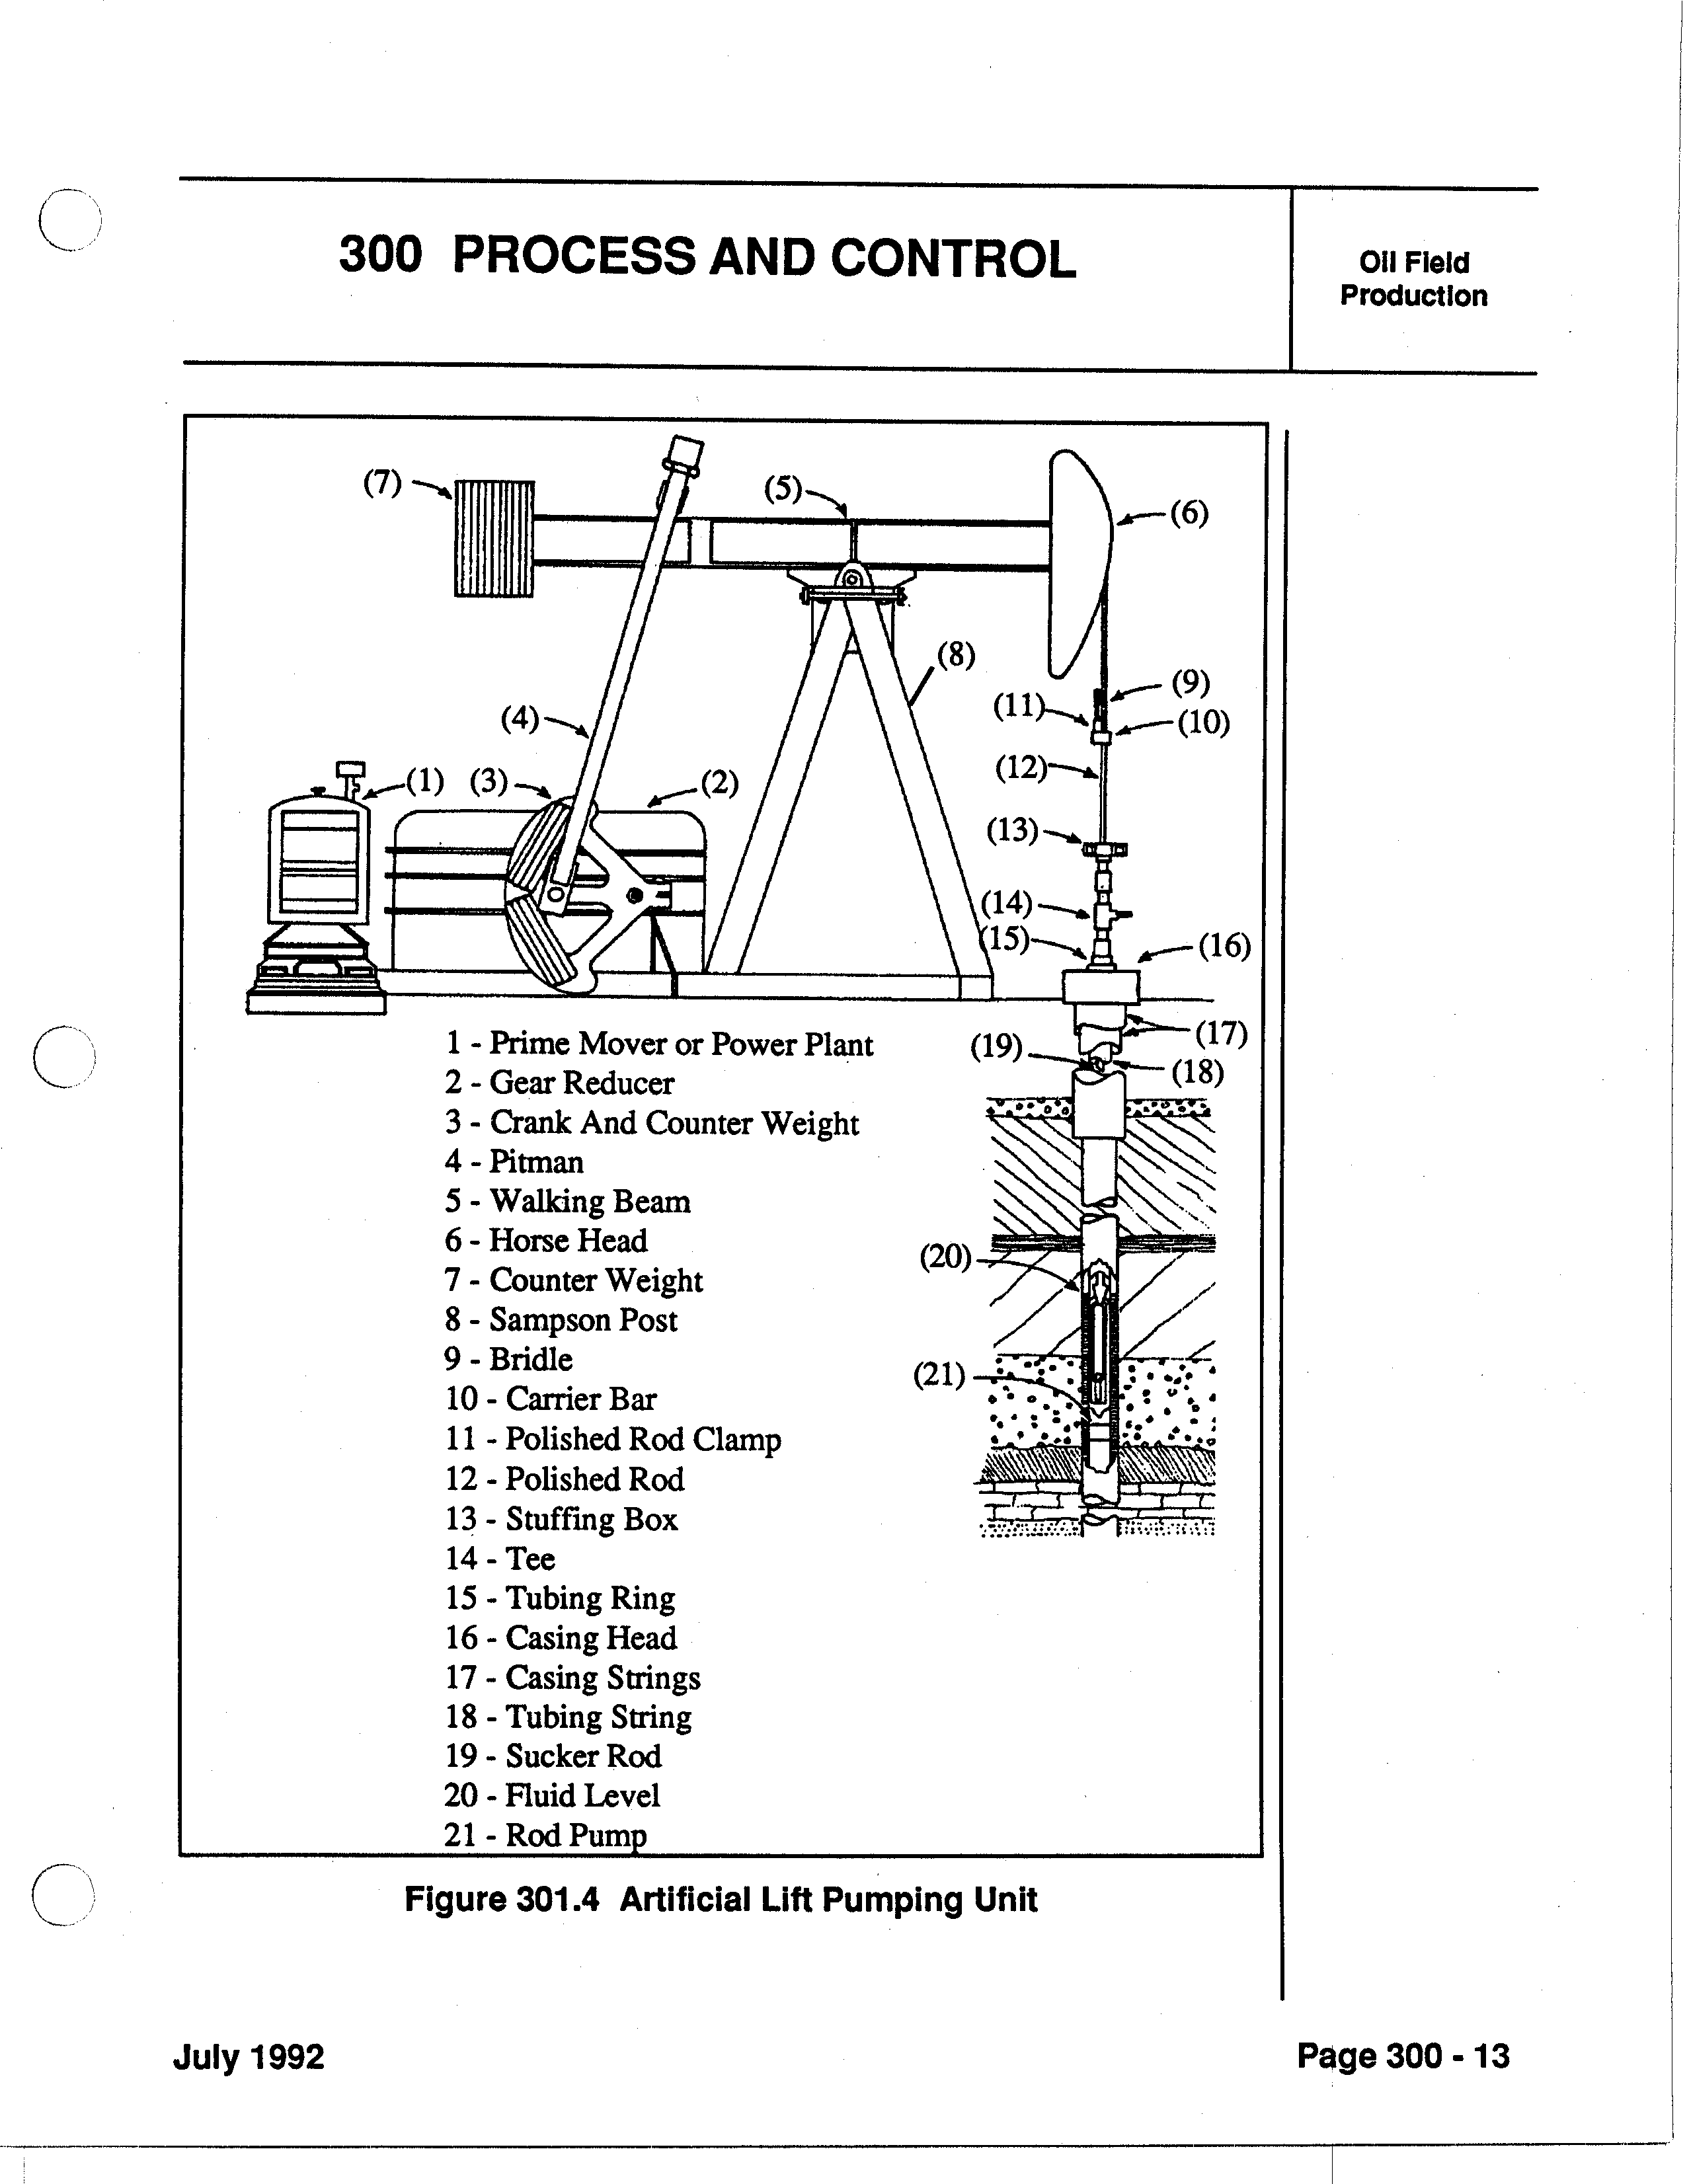 300 PROCESS AND CONTROL
Oil Field
Production
(7)
(5)
(6)
(8)
(9)
(11)
(10)
(4)
(12)
(1)
(3)
(2)
(13)
(14)
(15)
(16)
(17)
(19)
(18)
(20)
(21)
1 - Prime Mover or Power Plant
2 - Gear Reducer
3 - Crank And Counter Weight
4 - Pitman
5 - Walking Beam
6 - Horse Head
7 - Counter Weight
8 - Sampson Post
9 - Bridle
10 - Carrier Bar
11 - Polished Rod Clamp
12 - Polished Rod
13 - Stuffing Box
14 - Tee
15 - Tubing Ring
16 - Casing Head
17 - Casing Strings
18 - Tubing String
19 - Sucker Rod
20 - Fluid Level
21 - Rod Pump
Figure 301.4 Artificial Lift Pumping Unit
July 1992
Page 300 - 13